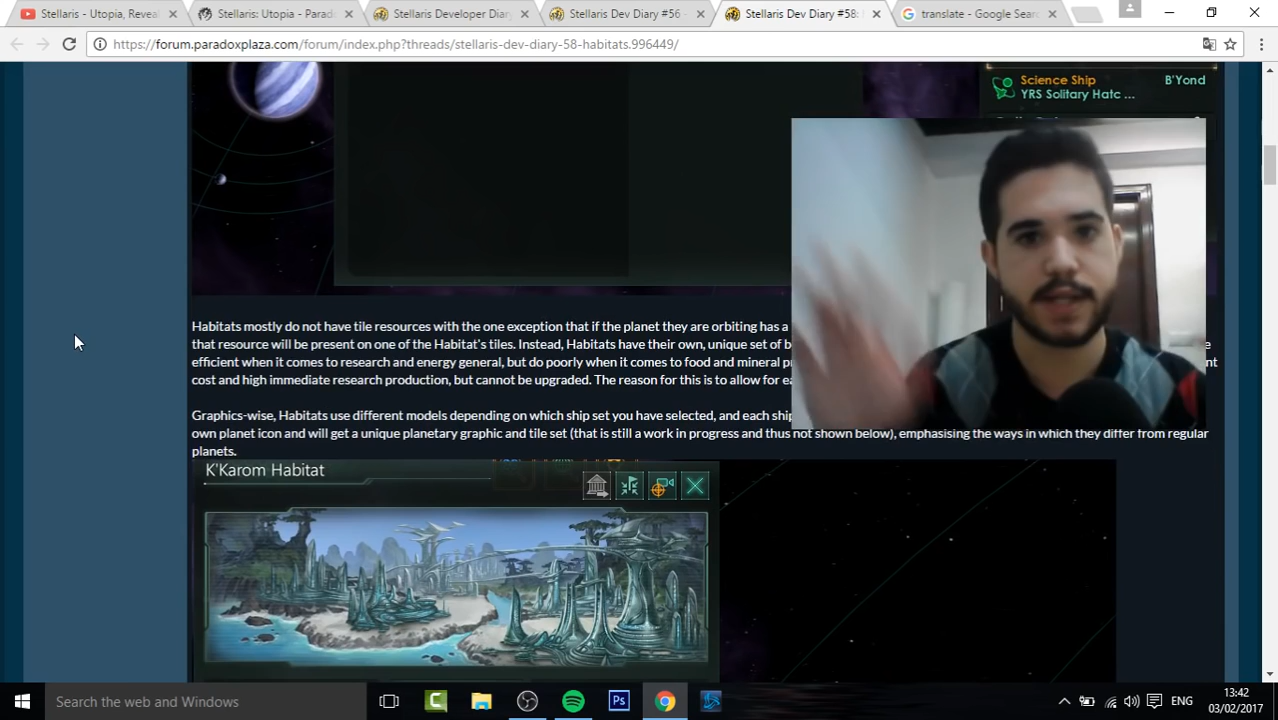 Stellaris - Utopia, Revea
Stellaris: Utopia - Parad
Stellaris Developer Diary
Stellaris Dev Diary #56 -
Stellaris Dev Diary #58:
translate - Google Searc
https://forum.paradoxplaza.com/forum/index.php?threads/stellaris-dev-diary-58-habitats.996449/
Science Ship B'Yond
YRS Solitary Hatc ...
Habitats mostly do not have tile resources with the one exception that if the planet they are orbiting has a
that resource will be present on one of the Habitat's tiles. Instead, Habitats have their own, unique set of b
efficient when it comes to research and energy general, but do poorly when it comes to food and mineral pr
cost and high immediate research production, but cannot be upgraded. The reason for this is to allow for ea
Graphics-wise, Habitats use different models depending on which ship set you have selected, and each ship
own planet icon and will get a unique planetary graphic and tile set (that is still a work in progress and thus not shown below), emphasising the ways in which they differ from regular
planets.
K'Karom Habitat
Search the web and Windows
Ps
ENG
13:42
03/02/2017